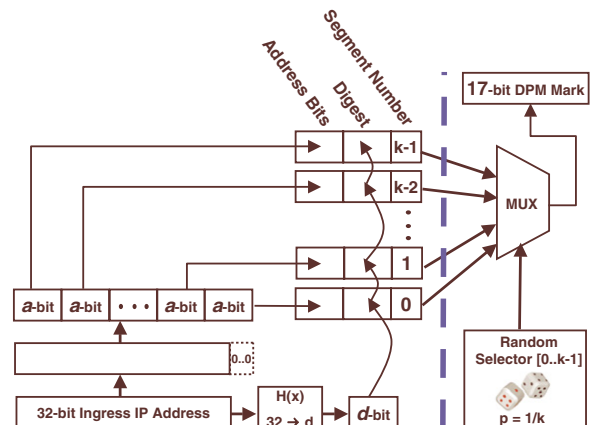 Address Bits
Digest
Segment Number
k-1
k-2
1
0
17-bit DPM Mark
MUX
a-bit a-bit • • • a-bit a-bit
0..0
32-bit Ingress IP Address
H(x)
32 → d
d-bit
Random
Selector [0..k-1]
p = 1/k